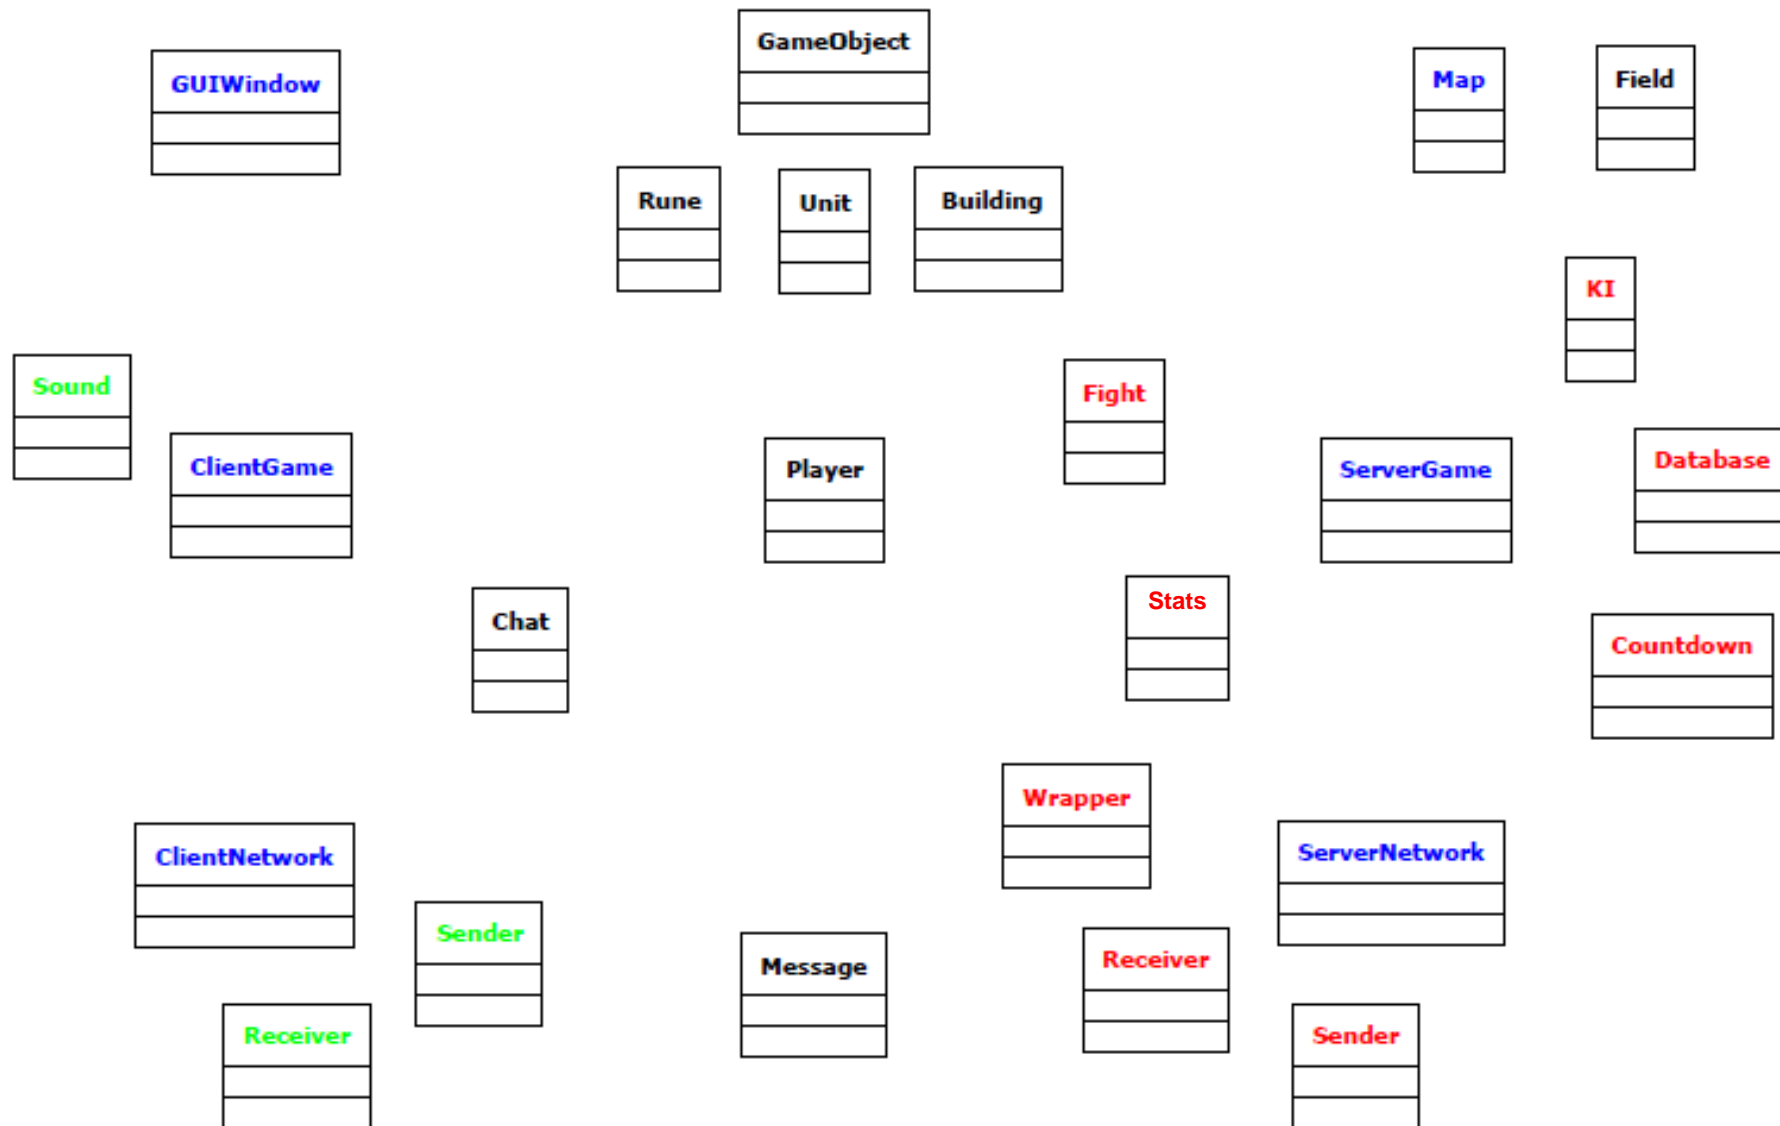 GameObject
GUIWindow
Map
Field
Rune
Unit
Building
KI
Sound
Fight
ClientGame
Player
ServerGame
Database
Chat
Stats
Countdown
Wrapper
ClientNetwork
ServerNetwork
Sender
Message
Receiver
Receiver
Sender